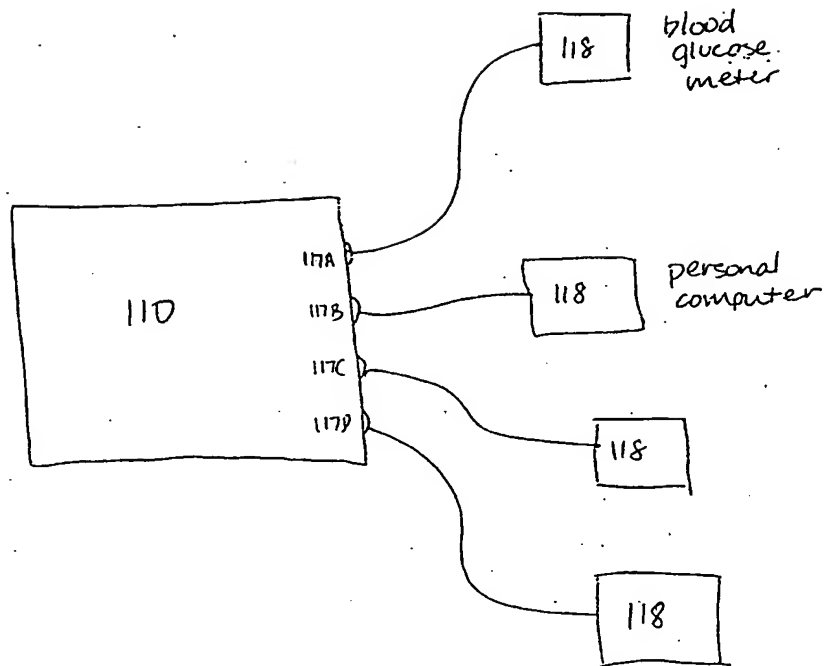 118
blood
glucose
meter
117A
110
117B
118
personal
computer
117C
117D
118
118